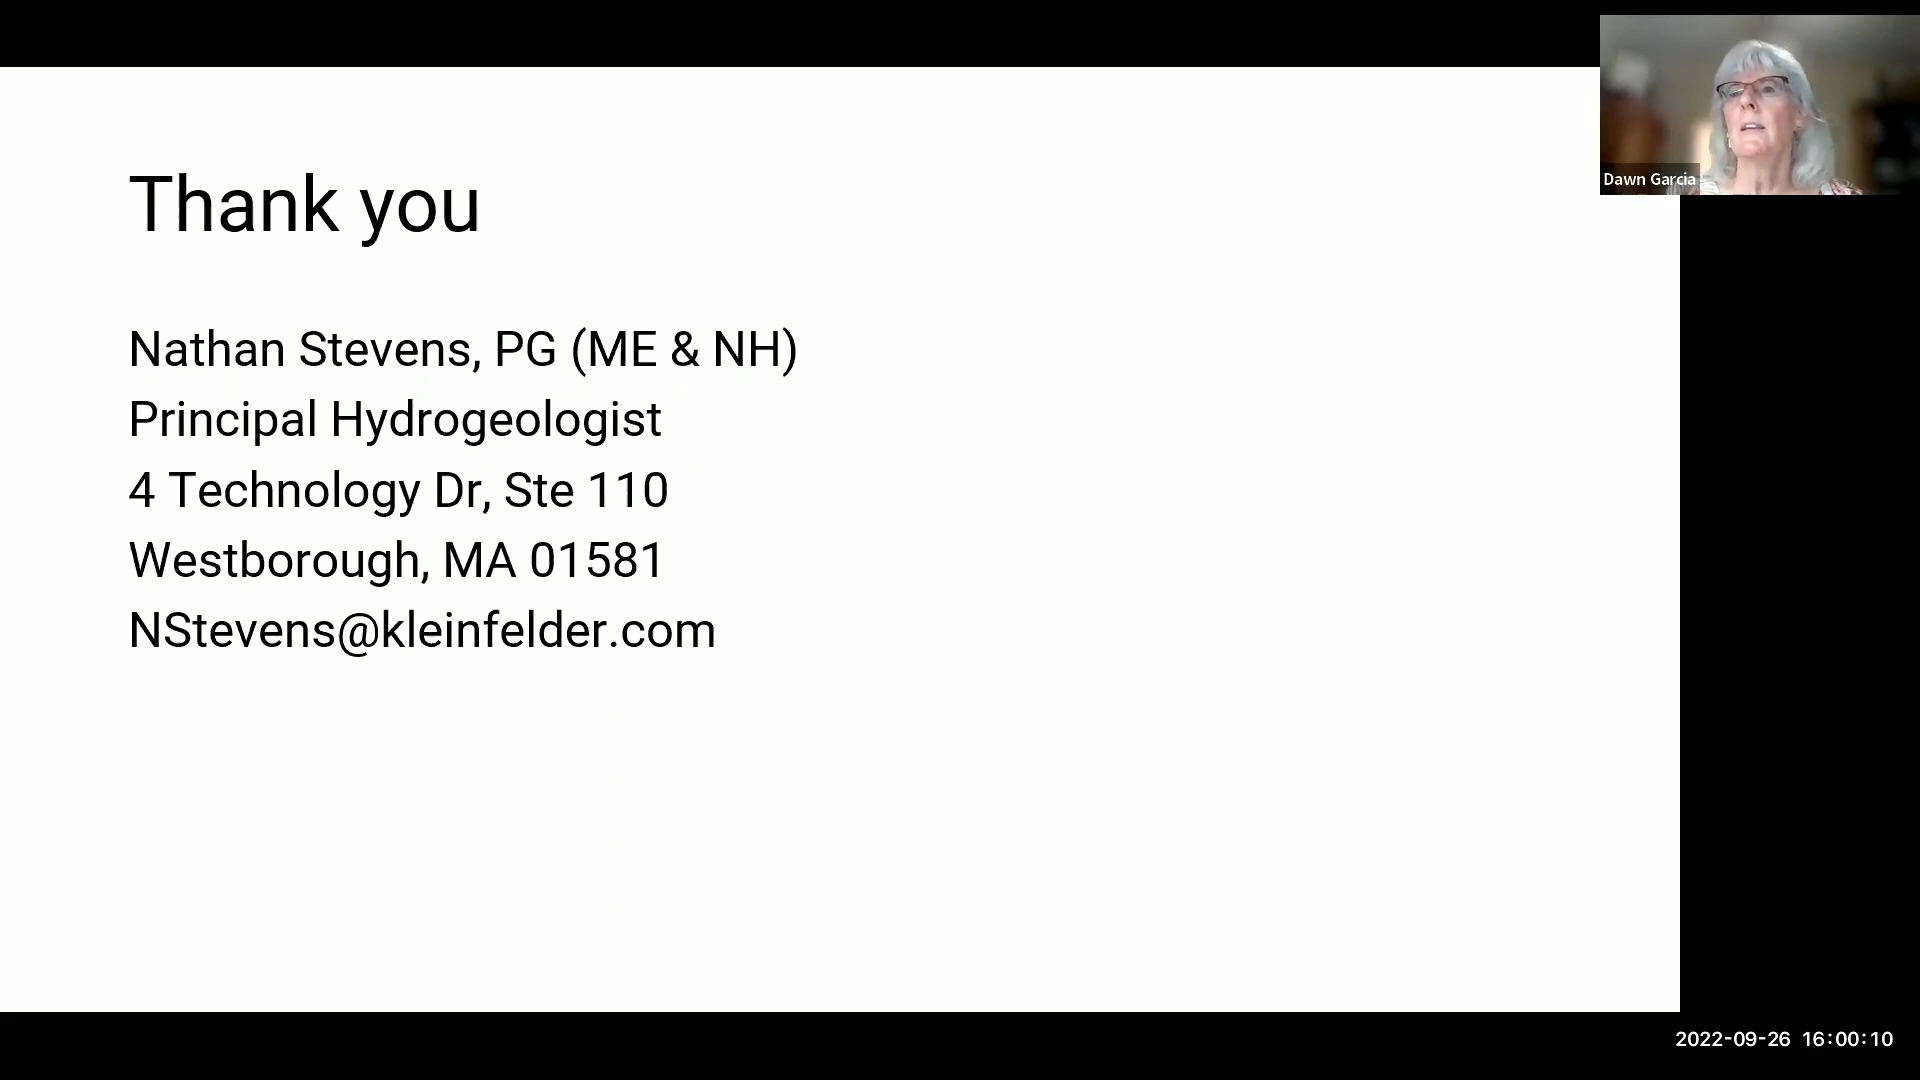 Thank you
Nathan Stevens, PG (ME & NH)
Principal Hydrogeologist
4 Technology Dr, Ste 110
Westborough, MA 01581
NStevens@kleinfelder.com
Dawn Garcia
2022-09-26 16:00:10